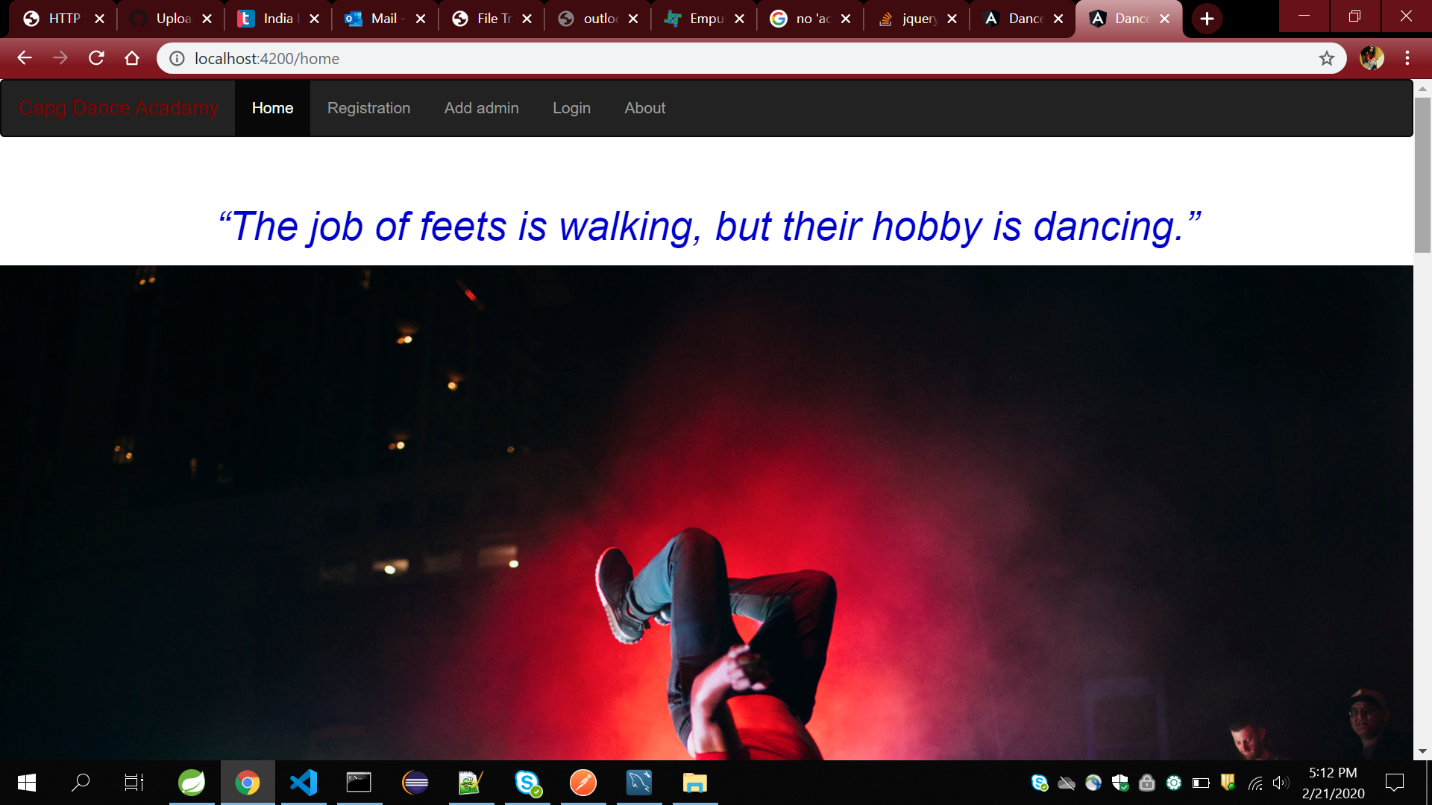 HTTP
Uploa
India
Mail
File Tr
outloo
Empu
no 'ac
jquery
Dance
Dance
localhost:4200/home
Capg Dance Acadamy Home Registration Add admin Login About
“The job of feets is walking, but their hobby is dancing.”
5:12 PM
2/21/2020